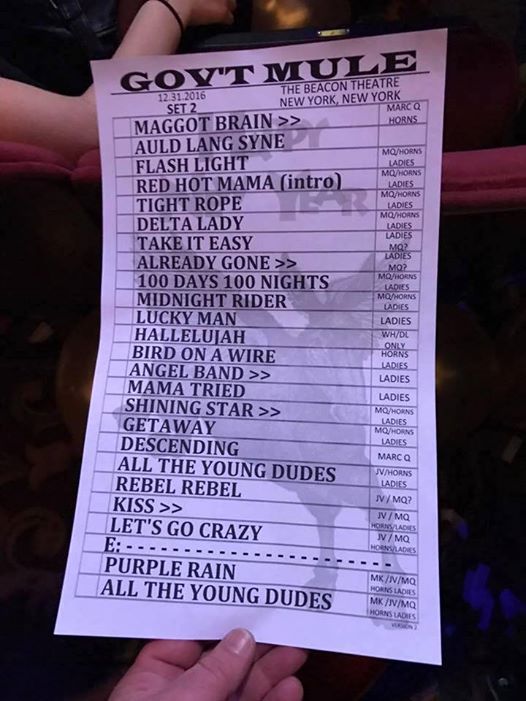 GOV'T MULE
12.31.2016
THE BEACON THEATRE
SET 2
NEW YORK, NEW YORK
MAGGOT BRAIN >> MARC Q HORNS
AULD LANG SYNE
FLASH LIGHT MQ/HORNS LADIES
RED HOT MAMA (intro) MQ/HORNS LADIES
TIGHT ROPE MQ/HORNS LADIES
DELTA LADY MQ/HORNS LADIES
TAKE IT EASY LADIES MQ?
ALREADY GONE >> LADIES MQ?
100 DAYS 100 NIGHTS MQ/HORNS LADIES
MIDNIGHT RIDER MQ/HORNS LADIES
LUCKY MAN LADIES
HALLELUJAH WH/DL ONLY
BIRD ON A WIRE HORNS LADIES
ANGEL BAND >> LADIES
MAMA TRIED LADIES
SHINING STAR >> MQ/HORNS LADIES
GETAWAY MQ/HORNS LADIES
DESCENDING MARC Q
ALL THE YOUNG DUDES JV/HORNS LADIES
REBEL REBEL JV / MQ?
KISS >> JV / MQ HORNS/LADIES
LET'S GO CRAZY JV / MQ HORNS/LADIES
E: - - - - - - - - - - - - - - - - - - - - - -
PURPLE RAIN MK /JV/MQ HORNS LADIES
ALL THE YOUNG DUDES MK /JV/MQ HORNS LADIES
VERSION 2